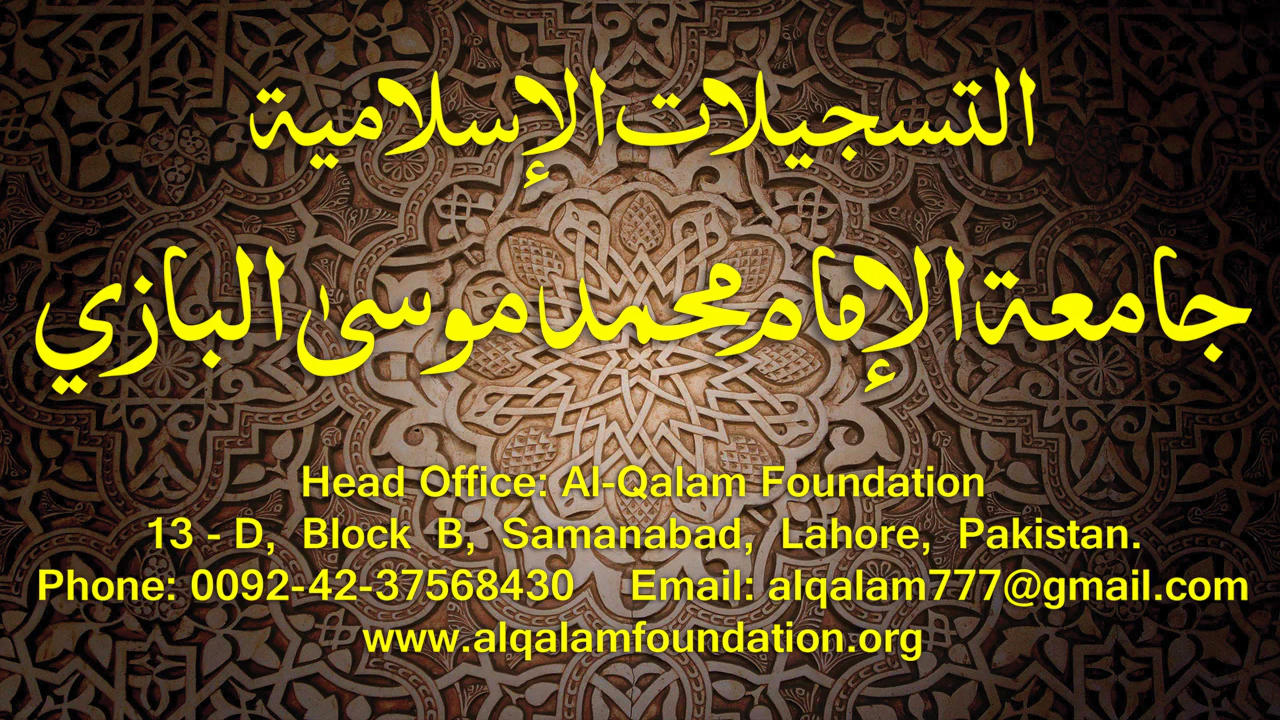 التسجيلات الإسلامية
جامعة الإمام محمد موسى البازي
Head Office: Al-Qalam Foundation
13 - D, Block B, Samanabad, Lahore, Pakistan.
Phone: 0092-42-37568430 Email: alqalam777@gmail.com
www.alqalamfoundation.org